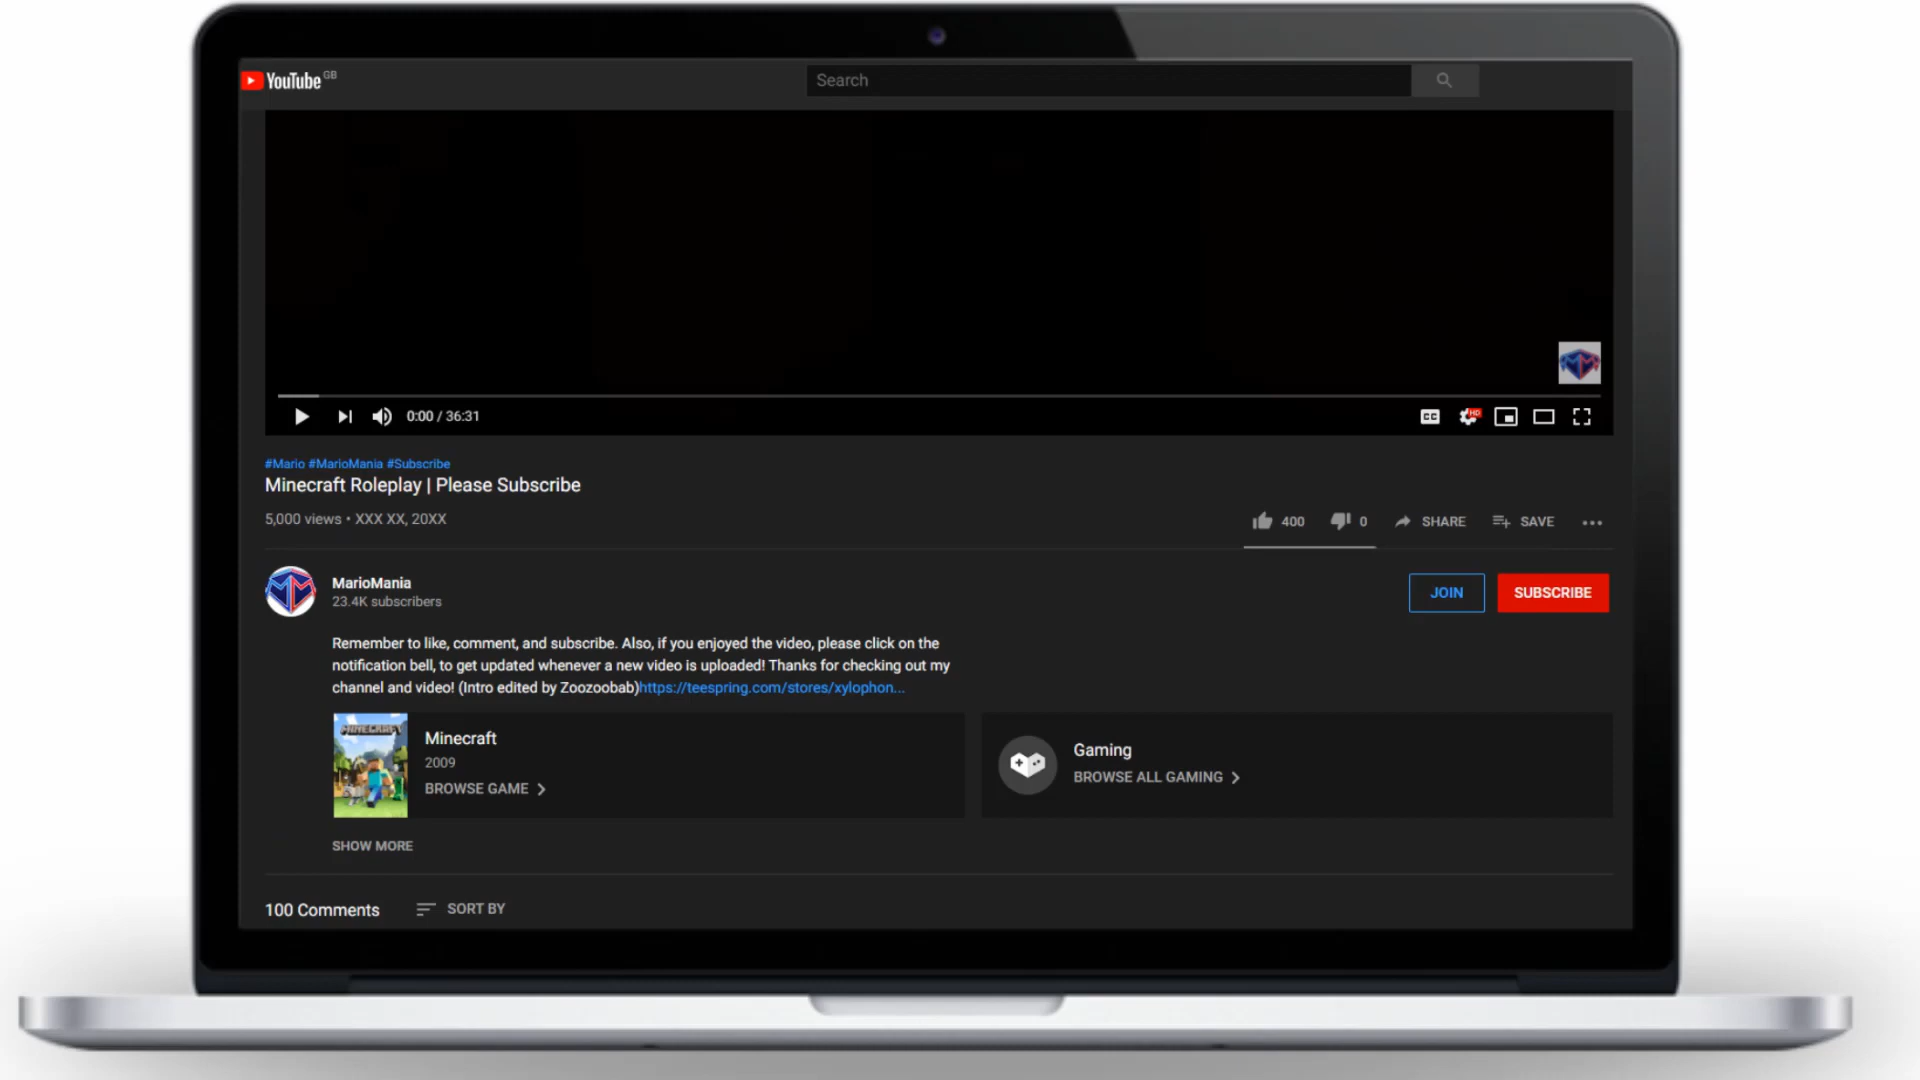 YouTube GB
Search
0:00 / 36:31
CC
HD
#Mario #MarioMania #Subscribe
Minecraft Roleplay | Please Subscribe
5,000 views • XXX XX, 20XX
400
0
SHARE
SAVE
MarioMania
23.4K subscribers
JOIN
SUBSCRIBE
Remember to like, comment, and subscribe. Also, if you enjoyed the video, please click on the
notification bell, to get updated whenever a new video is uploaded! Thanks for checking out my
channel and video! (Intro edited by Zoozoobab)https://teespring.com/stores/xylophon...
MINECRAFT
Minecraft
2009
BROWSE GAME
Gaming
BROWSE ALL GAMING
SHOW MORE
100 Comments
SORT BY